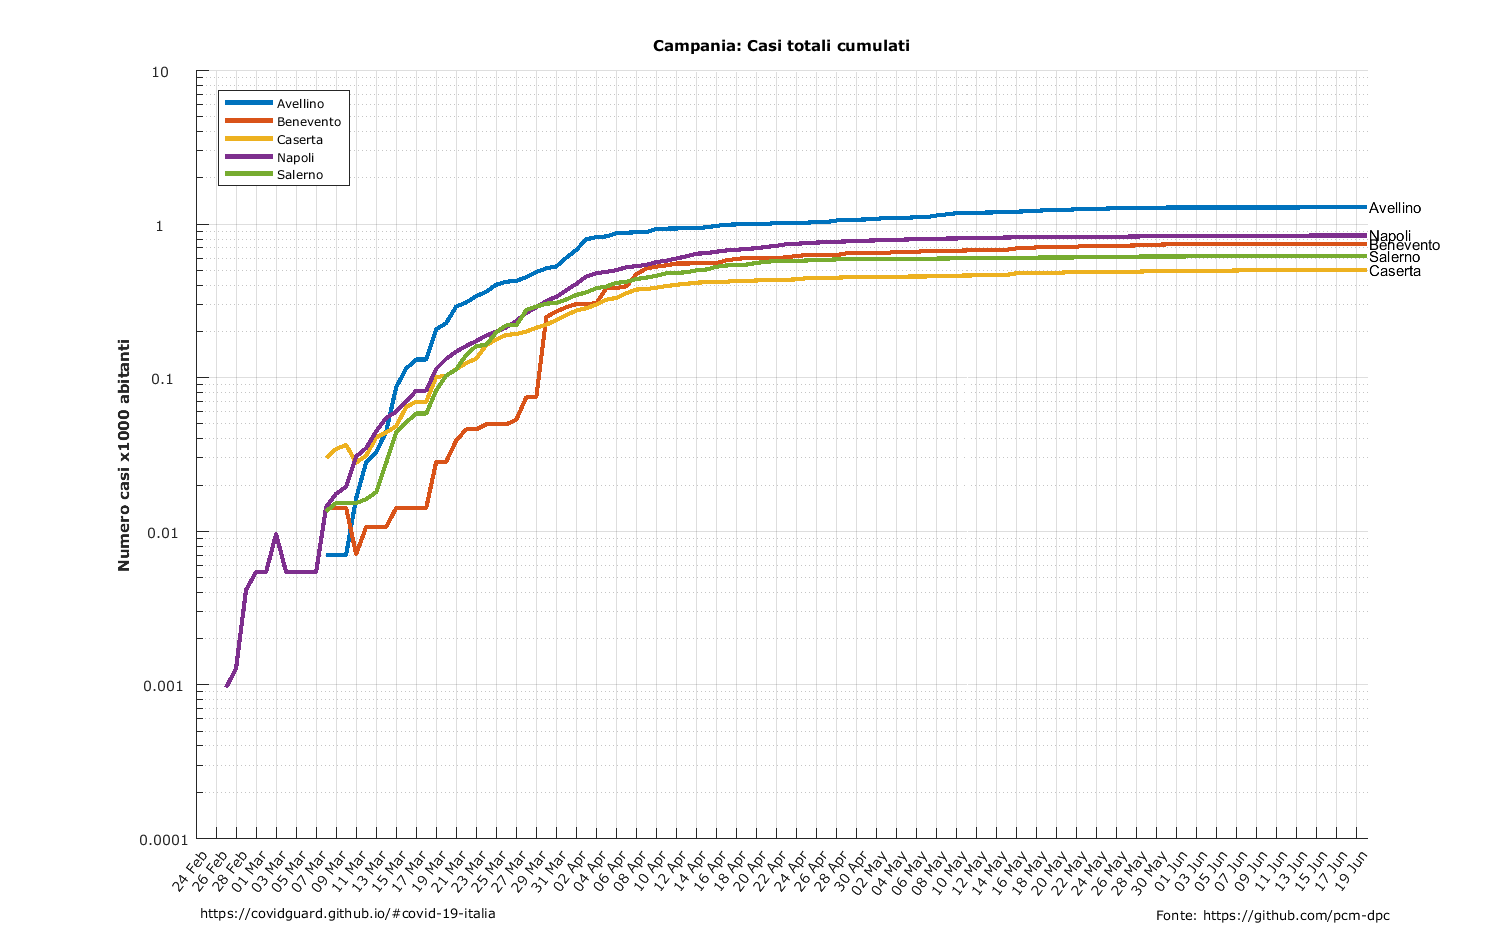 Campania: Casi totali cumulati
10
1
0.1
0.01
0.001
0.0001
Numero casi x1000 abitanti
Avellino
Benevento
Caserta
Napoli
Salerno
Avellino
Napoli
Benevento
Salerno
Caserta
24 Feb
26 Feb
28 Feb
01 Mar
03 Mar
05 Mar
07 Mar
09 Mar
11 Mar
13 Mar
15 Mar
17 Mar
19 Mar
21 Mar
23 Mar
25 Mar
27 Mar
29 Mar
31 Mar
02 Apr
04 Apr
06 Apr
08 Apr
10 Apr
12 Apr
14 Apr
16 Apr
18 Apr
20 Apr
22 Apr
24 Apr
26 Apr
28 Apr
30 Apr
02 May
04 May
06 May
08 May
10 May
12 May
14 May
16 May
18 May
20 May
22 May
24 May
26 May
28 May
30 May
01 Jun
03 Jun
05 Jun
07 Jun
09 Jun
11 Jun
13 Jun
15 Jun
17 Jun
19 Jun
https://covidguard.github.io/#covid-19-italia
Fonte: https://github.com/pcm-dpc